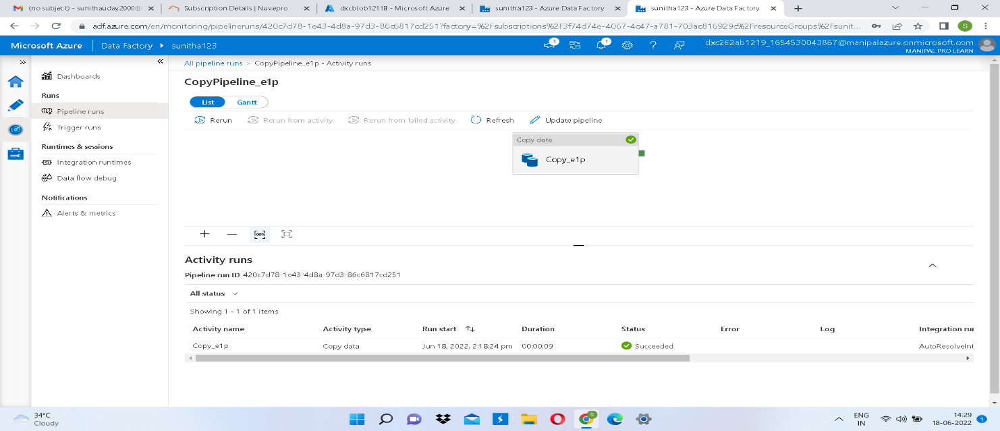 (no subject) - sunithauday2000@
Subscription Details | Nuvepro
dxcblob12118 - Microsoft Azure
sunitha123 - Azure Data Factory
sunitha123 - Azure Data Factory
adf.azure.com/en/monitoring/pipelineruns/420c7d78-1e43-4d8a-97d3-86c6817cd251?factory=%2Fsubscriptions%2F3f74d74e-4067-4c47-a781-703ac816929c%2FresourceGroups%2Fsunit...
S
Microsoft Azure
Data Factory
sunitha123
1
1
dxc262ab1219_1654530043867@manipalazure.onmicrosoft.com
MANIPAL PRO LEARN
Dashboards
Runs
Pipeline runs
Trigger runs
Runtimes & sessions
Integration runtimes
Data flow debug
Notifications
Alerts & metrics
All pipeline runs > CopyPipeline_e1p - Activity runs
CopyPipeline_e1p
List Gantt
Rerun Rerun from activity Rerun from failed activity Refresh Update pipeline
Copy data
Copy_e1p
100%
Activity runs
Pipeline run ID 420c7d78-1e43-4d8a-97d3-86c6817cd251
All status
Showing 1 - 1 of 1 items
Activity name Activity type Run start Duration Status Error Log Integration rur
Copy_e1p Copy data Jun 18, 2022, 2:18:24 pm 00:00:09 Succeeded AutoResolveInt
34°C
Cloudy
S
ENG
IN
14:29
18-06-2022
1